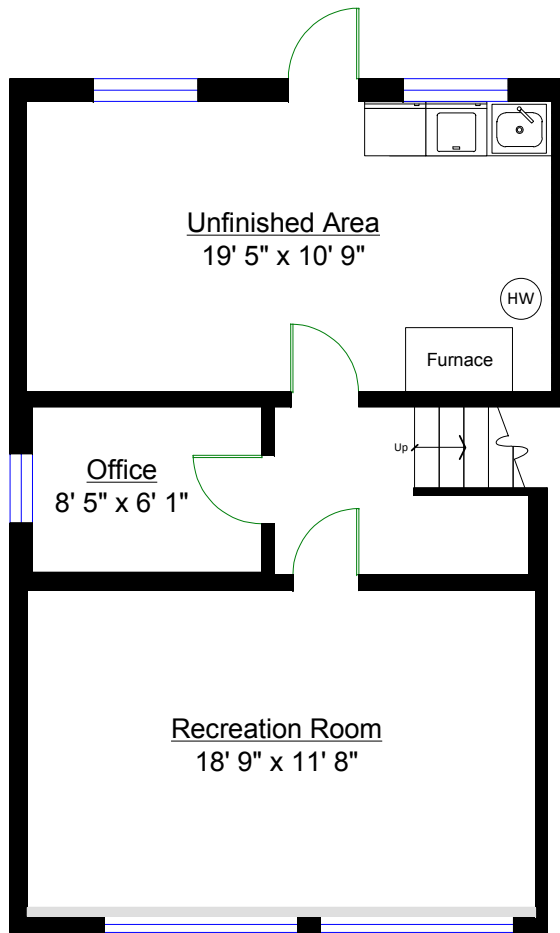 Unfinished Area
19' 5" x 10' 9"
HW
Furnace
Up
Office
8' 5" x 6' 1"
Recreation Room
18' 9" x 11' 8"